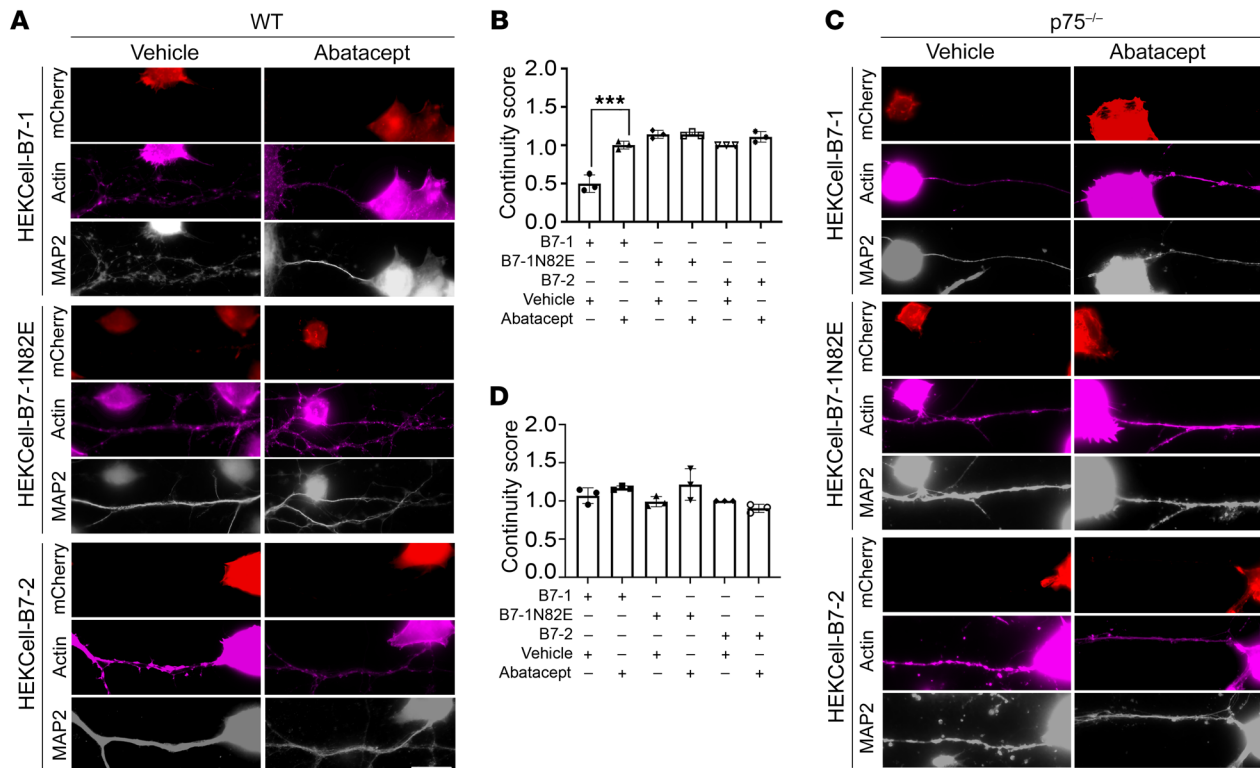 A
WT
Vehicle Abatacept
HEKCell-B7-1
mCherry
Actin
MAP2
HEKCell-B7-1N82E
mCherry
Actin
MAP2
HEKCell-B7-2
mCherry
Actin
MAP2
B
Continuity score
2.0
1.5
1.0
0.5
0.0
***
B7-1 + + – – – –
B7-1N82E – – + + – –
B7-2 – – – – + +
Vehicle + – + – + –
Abatacept – + – + – +
D
Continuity score
2.0
1.5
1.0
0.5
0.0
B7-1 + + – – – –
B7-1N82E – – + + – –
B7-2 – – – – + +
Vehicle + – + – + –
Abatacept – + – + – +
C
p75–/–
Vehicle Abatacept
HEKCell-B7-1
mCherry
Actin
MAP2
HEKCell-B7-1N82E
mCherry
Actin
MAP2
HEKCell-B7-2
mCherry
Actin
MAP2